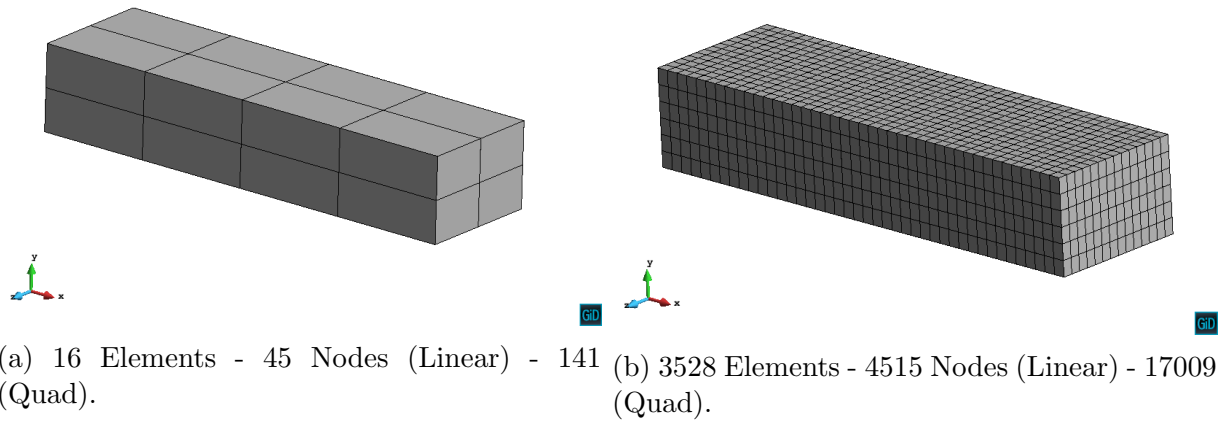 y
z
x
GiD
y
z
x
GiD
(a) 16 Elements - 45 Nodes (Linear) - 141
(Quad).
(b) 3528 Elements - 4515 Nodes (Linear) - 17009
(Quad).